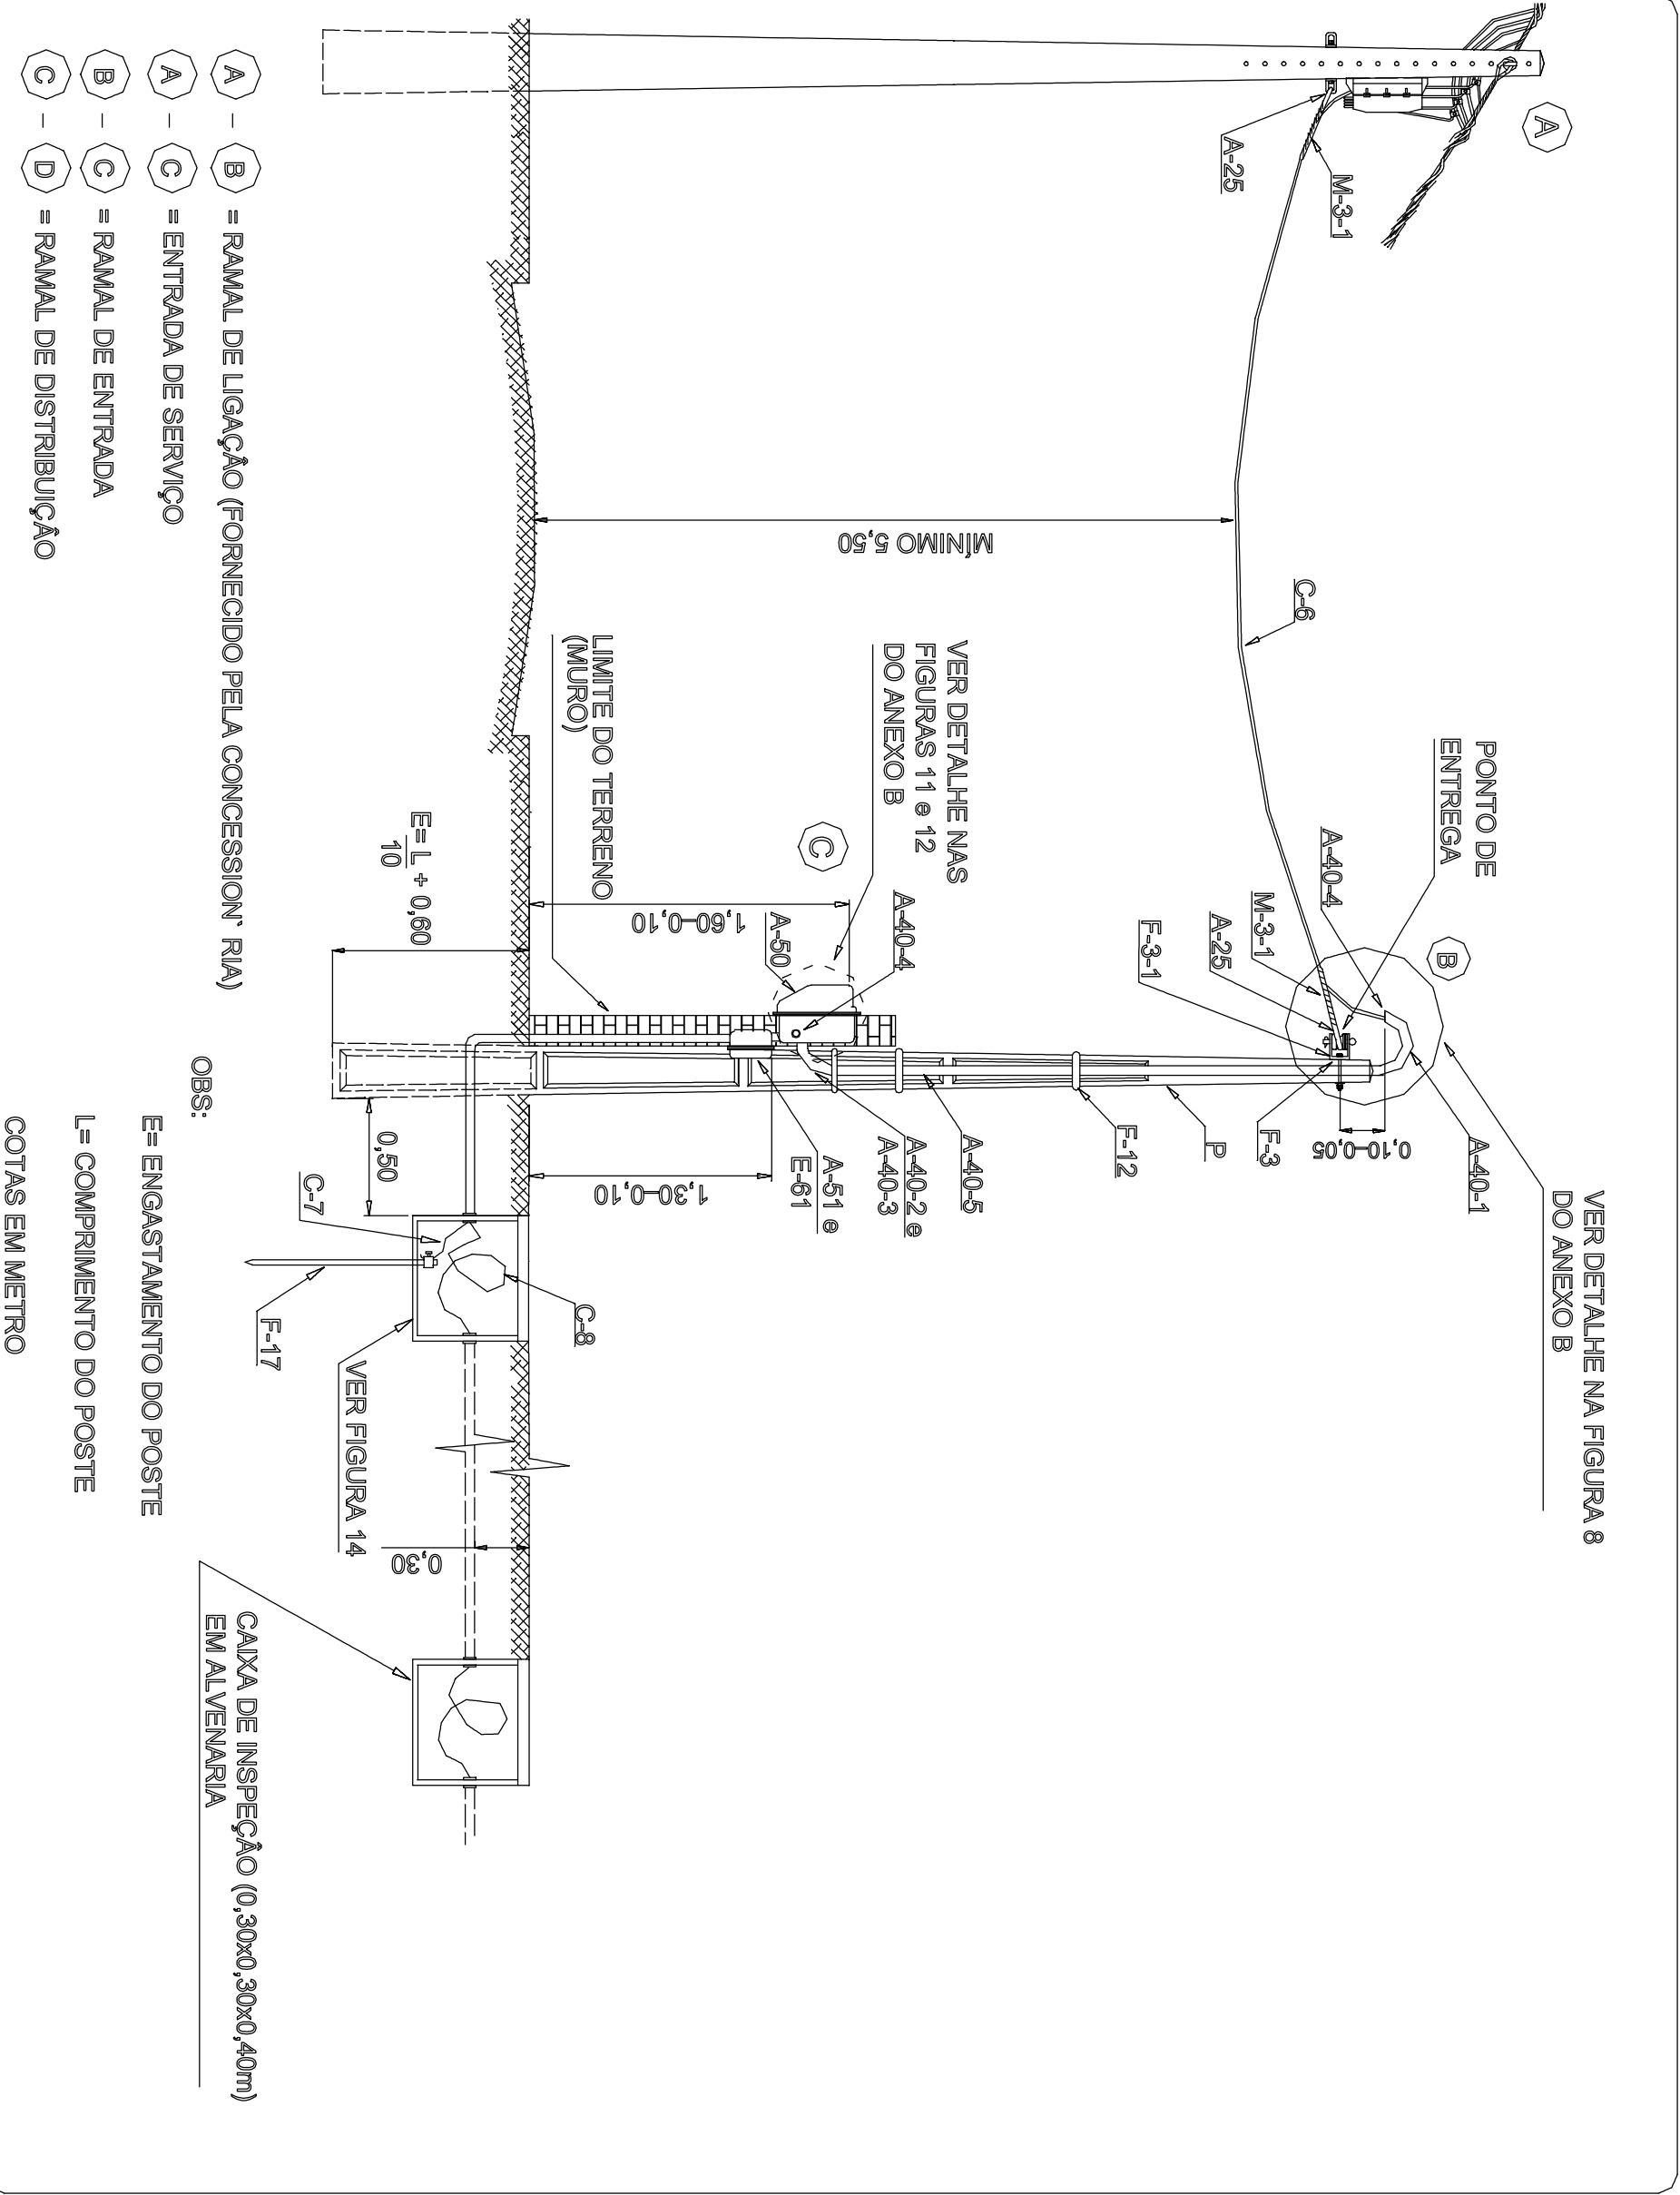 VER DETALHE NA FIGURA 8
DO ANEXO B
A
A-25
M-3-1
MÍNIMO 5,50
C-6
PONTO DE
ENTREGA
A-40-4
M-3-1
A-25
F-3-1
B
A-40-1
0,10-0,05
F-3
P
F-12
A-40-5
A-40-2 e
A-40-3
A-51 e
E-61
1,30-0,10
VER DETALHE NAS
FIGURAS 11 e 12
DO ANEXO B
C
A-40-4
A-50
1,60-0,10
LIMITE DO TERRENO
(MURO)
E= L + 0,60
10
0,50
C-7
C-8
F-17
VER FIGURA 14
0,30
CAIXA DE INSPEÇÃO (0,30x0,30x0,40m)
EM ALVENARIA
A - B = RAMAL DE LIGAÇÃO (FORNECIDO PELA CONCESSION` RIA)
A - C = ENTRADA DE SERVIÇO
B - C = RAMAL DE ENTRADA
C - D = RAMAL DE DISTRIBUIÇÃO
OBS:
E= ENGASTAMENTO DO POSTE
L= COMPRIMENTO DO POSTE
COTAS EM METRO